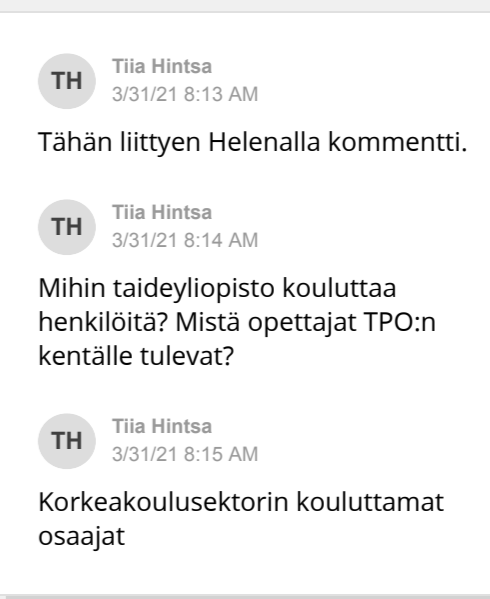 TH
Tiia Hintsa
3/31/21 8:13 AM
Tähän liittyen Helenalla kommentti.
TH
Tiia Hintsa
3/31/21 8:14 AM
Mihin taideyliopisto kouluttaa
henkilöitä? Mistä opettajat TPO:n
kentälle tulevat?
TH
Tiia Hintsa
3/31/21 8:15 AM
Korkeakoulusektorin kouluttamat
osaajat